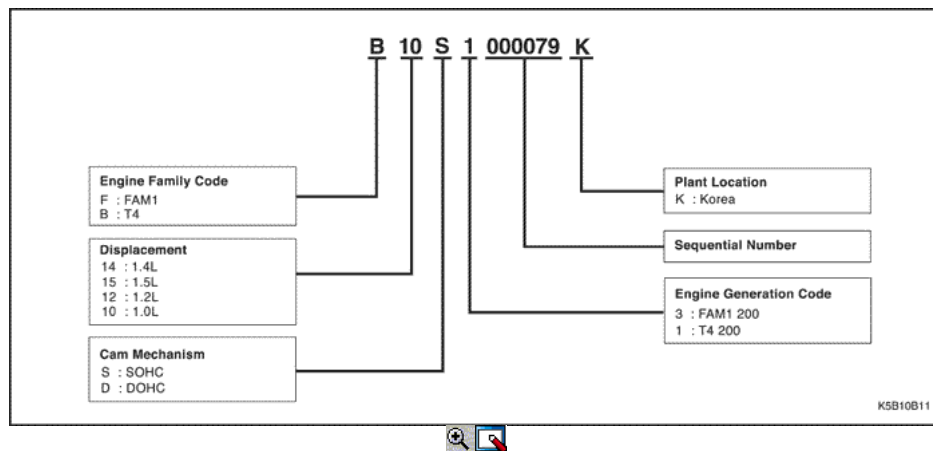 B 10 S 1 000079 K
Engine Family Code
F : FAM1
B : T4
Displacement
14 : 1.4L
15 : 1.5L
12 : 1.2L
10 : 1.0L
Cam Mechanism
S : SOHC
D : DOHC
Plant Location
K : Korea
Sequential Number
Engine Generation Code
3 : FAM1 200
1 : T4 200
K5B10B11